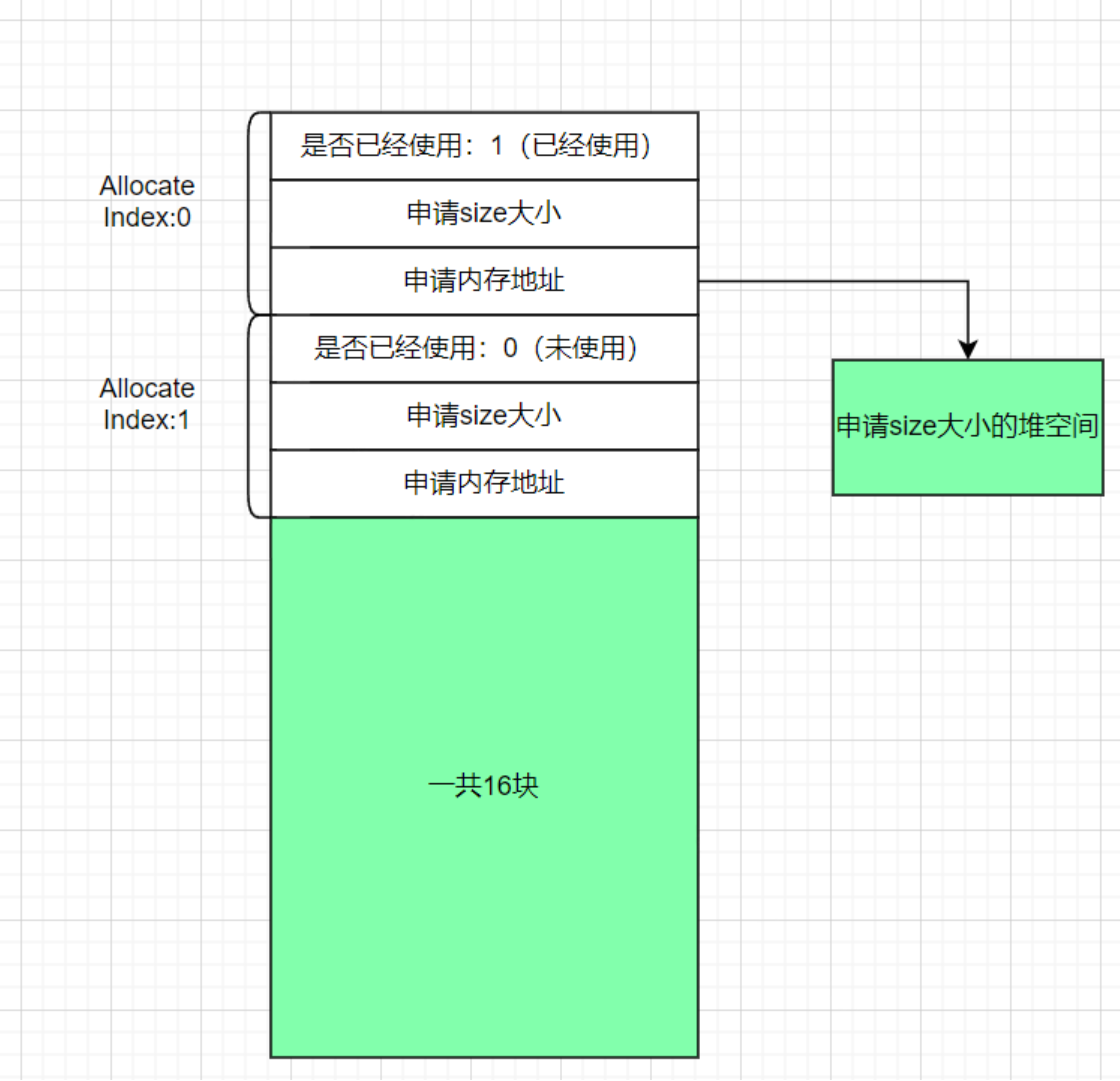 是否已经使用：1（已经使用）
Allocate
Index:0
申请size大小
申请内存地址
是否已经使用：0（未使用）
Allocate
Index:1
申请size大小
申请内存地址
申请size大小的堆空间
一共16块